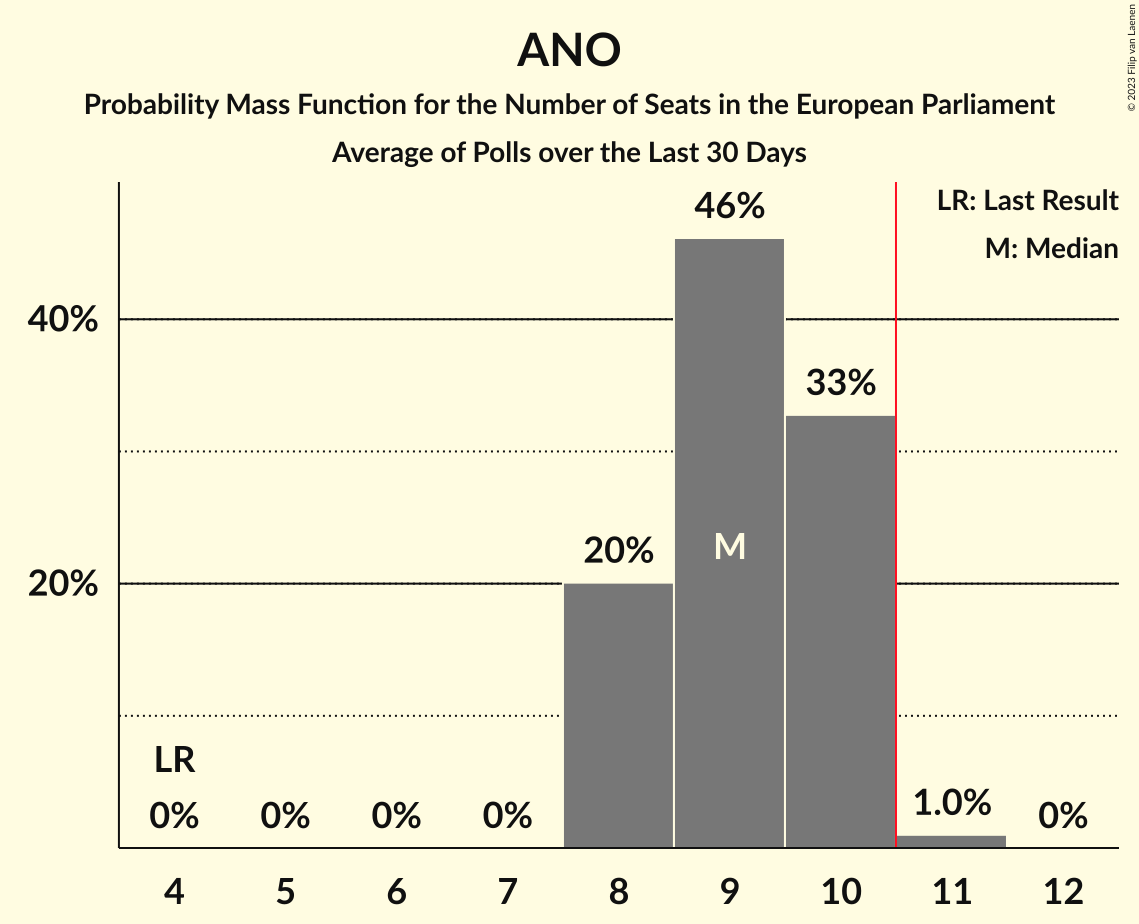 ANO
Probability Mass Function for the Number of Seats in the European Parliament
Average of Polls over the Last 30 Days
© 2023 Filip van Laenen
LR: Last Result
M: Median
46%
40%
33%
20%
M
20%
LR
0%
0%
0%
0%
1.0%
0%
4
5
6
7
8
9
10
11
12